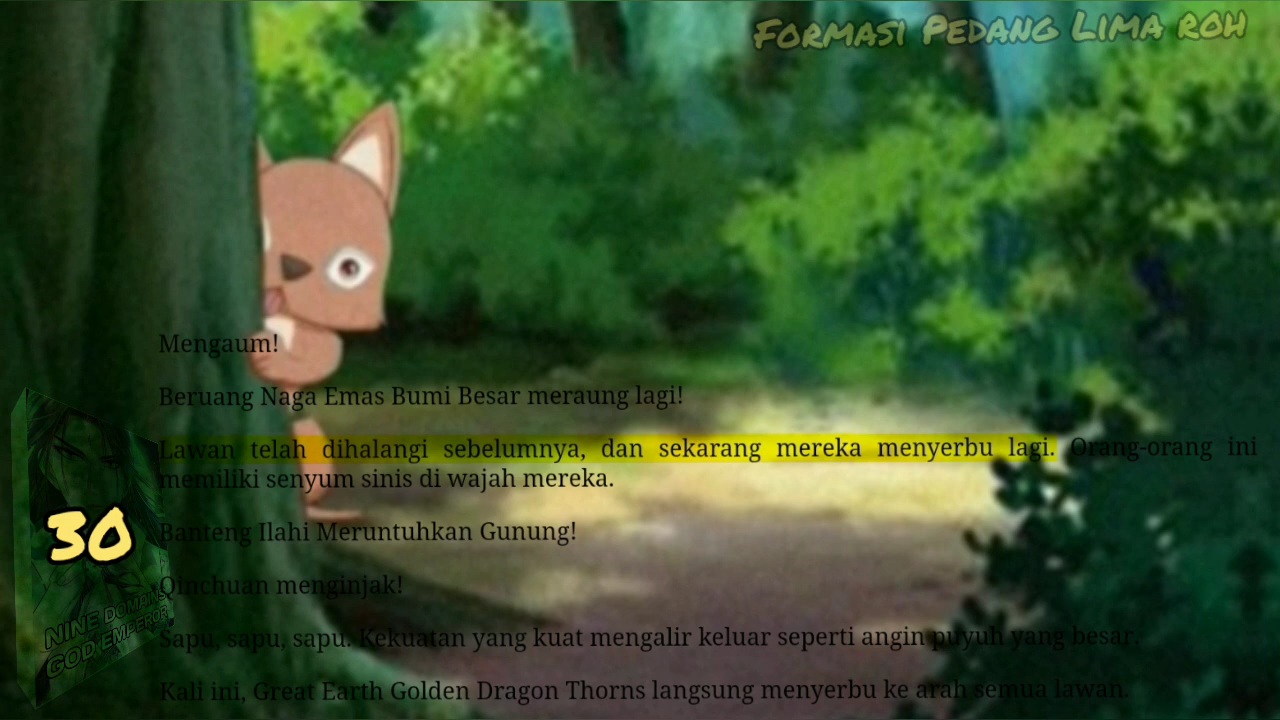 Formasi Pedang Lima roh
Mengaum!
Beruang Naga Emas Bumi Besar meraung lagi!
Lawan telah dihalangi sebelumnya, dan sekarang mereka menyerbu lagi. Orang-orang ini
memiliki senyum sinis di wajah mereka.
Banteng Ilahi Meruntuhkan Gunung!
Qinchuan menginjak!
Sapu, sapu, sapu. Kekuatan yang kuat mengalir keluar seperti angin puyuh yang besar.
Kali ini, Great Earth Golden Dragon Thorns langsung menyerbu ke arah semua lawan.
30
NINE DOMAINS
GOD EMPEROR